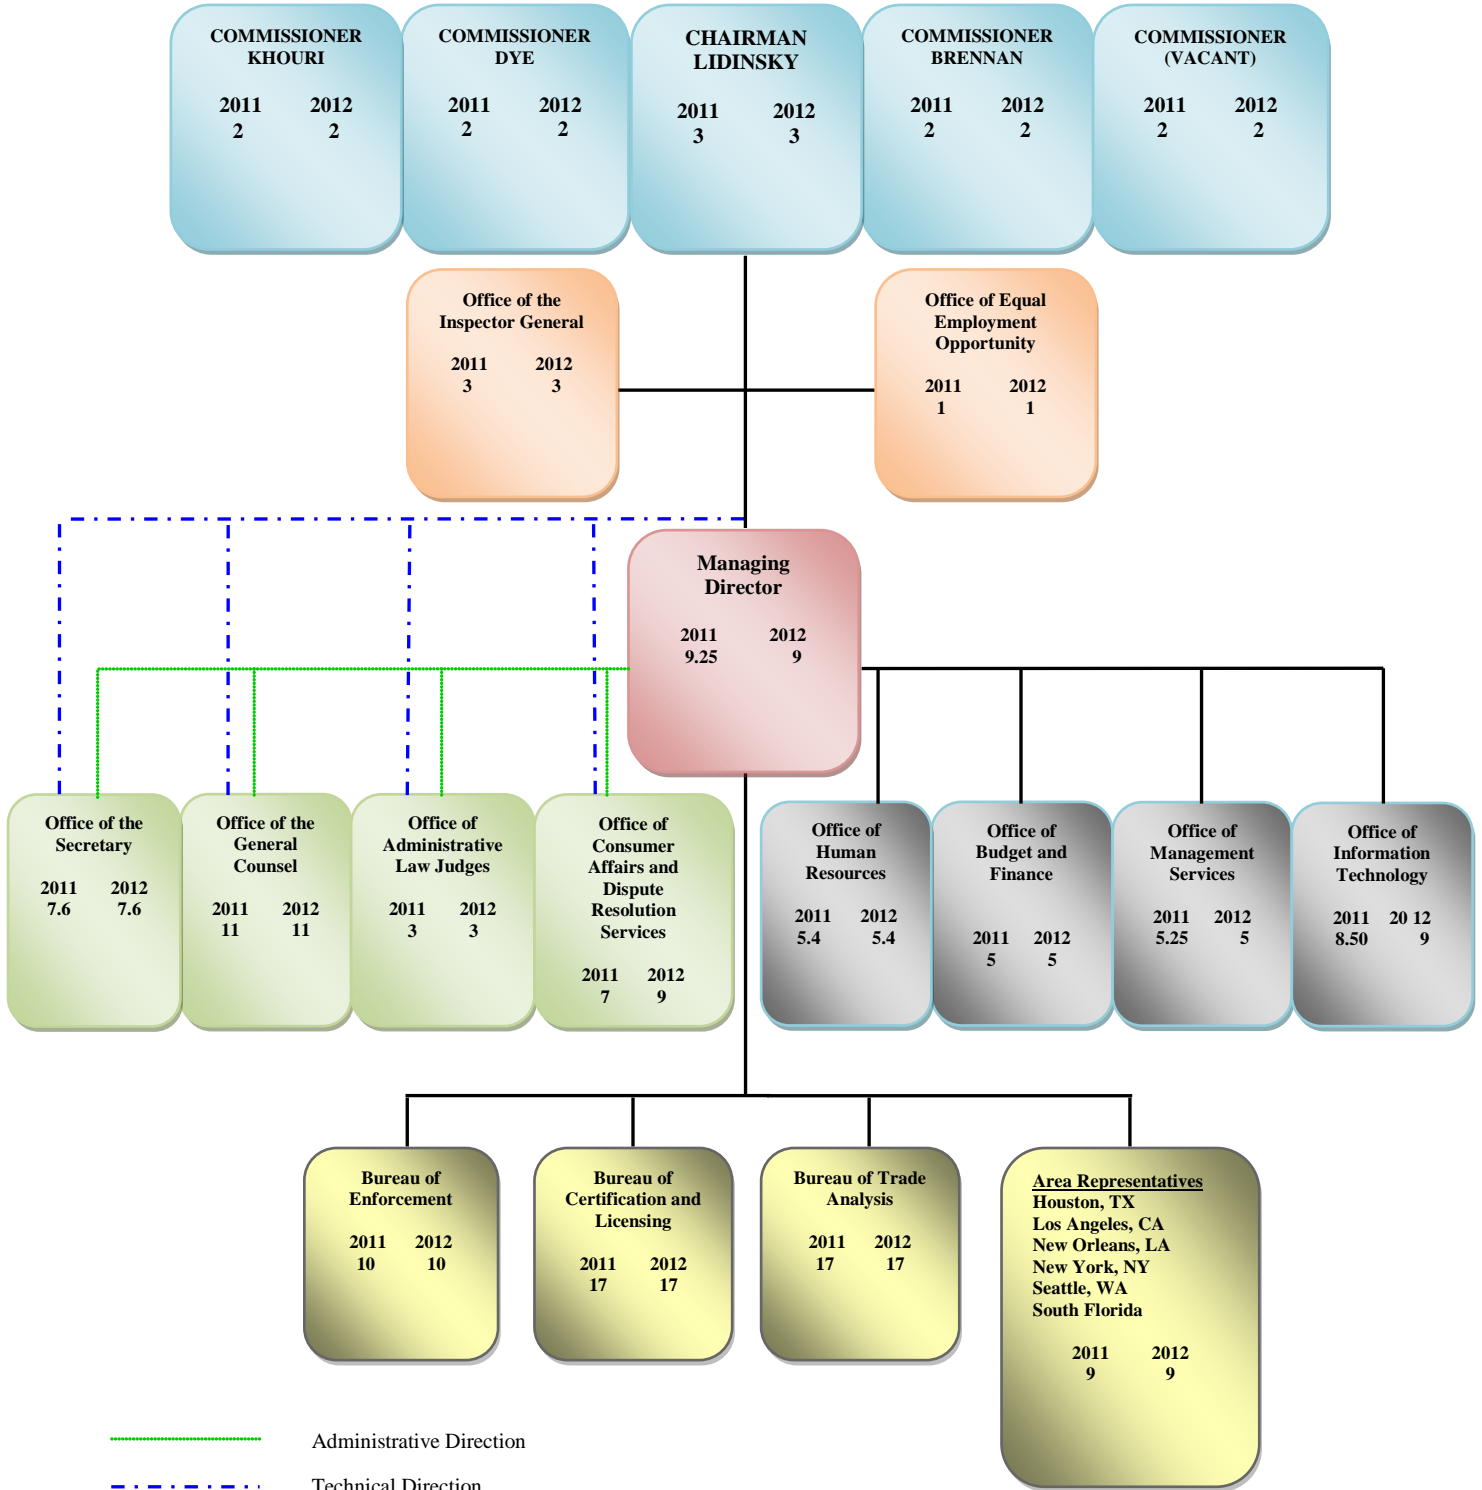 COMMISSIONER
KHOURI
2011 2012
2 2
COMMISSIONER
DYE
2011 2012
2 2
CHAIRMAN
LIDINSKY
2011 2012
3 3
COMMISSIONER
BRENNAN
2011 2012
2 2
COMMISSIONER
(VACANT)
2011 2012
2 2
Office of the
Inspector General
2011 2012
3 3
Office of Equal
Employment
Opportunity
2011 2012
1 1
Managing
Director
2011 2012
9.25 9
Office of the
Secretary
2011 2012
7.6 7.6
Office of the
General
Counsel
2011 2012
11 11
Office of
Administrative
Law Judges
2011 2012
3 3
Office of
Consumer
Affairs and
Dispute
Resolution
Services
2011 2012
7 9
Office of
Human
Resources
2011 2012
5.4 5.4
Office of
Budget and
Finance
2011 2012
5 5
Office of
Management
Services
2011 2012
5.25 5
Office of
Information
Technology
2011 20 12
8.50 9
Bureau of
Enforcement
2011 2012
10 10
Bureau of
Certification and
Licensing
2011 2012
17 17
Bureau of Trade
Analysis
2011 2012
17 17
Area Representatives
Houston, TX
Los Angeles, CA
New Orleans, LA
New York, NY
Seattle, WA
South Florida
2011 2012
9 9
Administrative Direction
Technical Direction